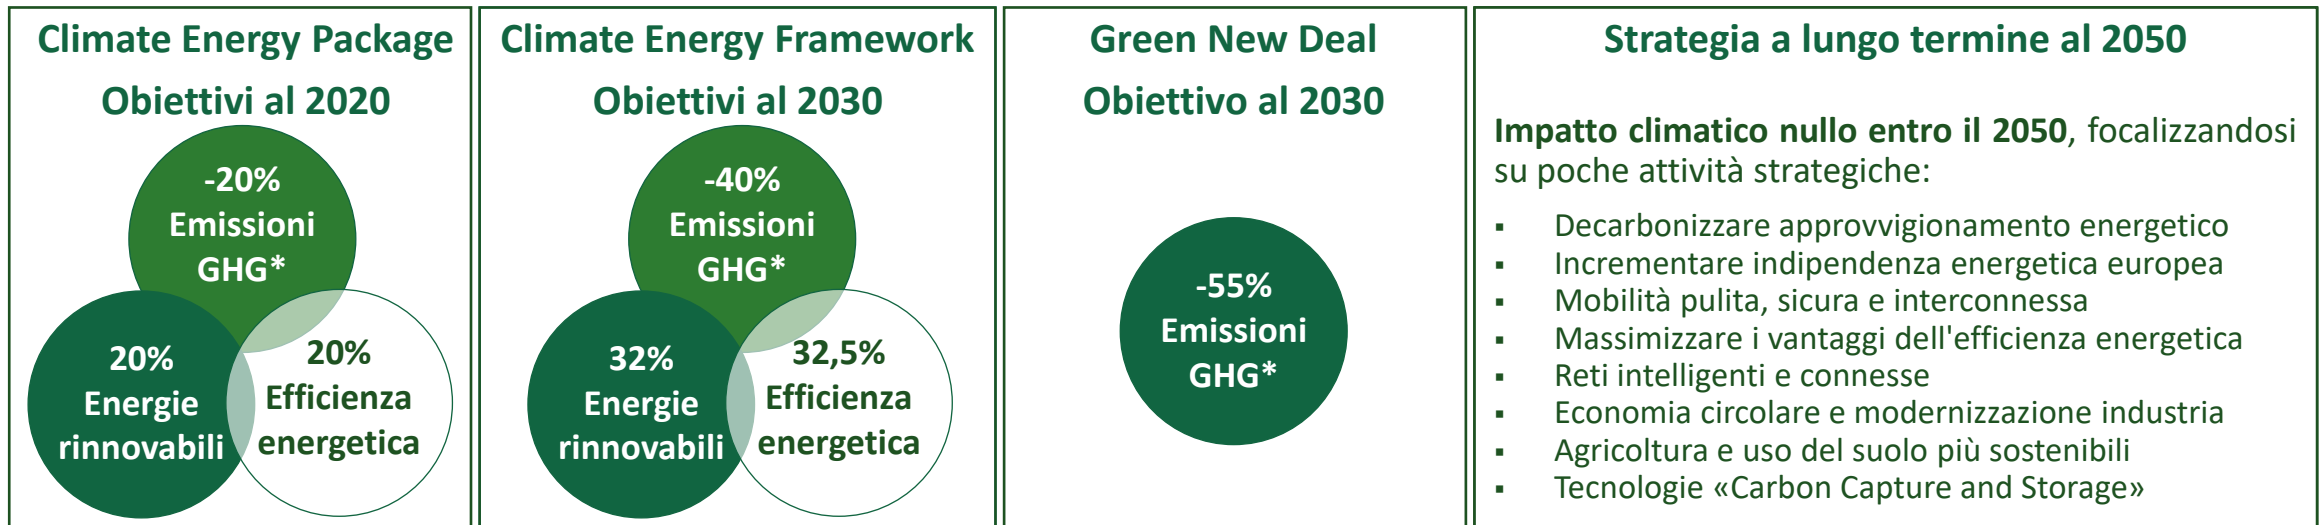 Climate Energy Package
Obiettivi al 2020
-20%
Emissioni
GHG*
20%
Energie
rinnovabili
20%
Efficienza
energetica
Climate Energy Framework
Obiettivi al 2030
-40%
Emissioni
GHG*
32%
Energie
rinnovabili
32,5%
Efficienza
energetica
Green New Deal
Obiettivo al 2030
-55%
Emissioni
GHG*
Strategia a lungo termine al 2050
Impatto climatico nullo entro il 2050, focalizzandosi
su poche attività strategiche:
▪ Decarbonizzare approvvigionamento energetico
▪ Incrementare indipendenza energetica europea
▪ Mobilità pulita, sicura e interconnessa
▪ Massimizzare i vantaggi dell'efficienza energetica
▪ Reti intelligenti e connesse
▪ Economia circolare e modernizzazione industria
▪ Agricoltura e uso del suolo più sostenibili
▪ Tecnologie «Carbon Capture and Storage»